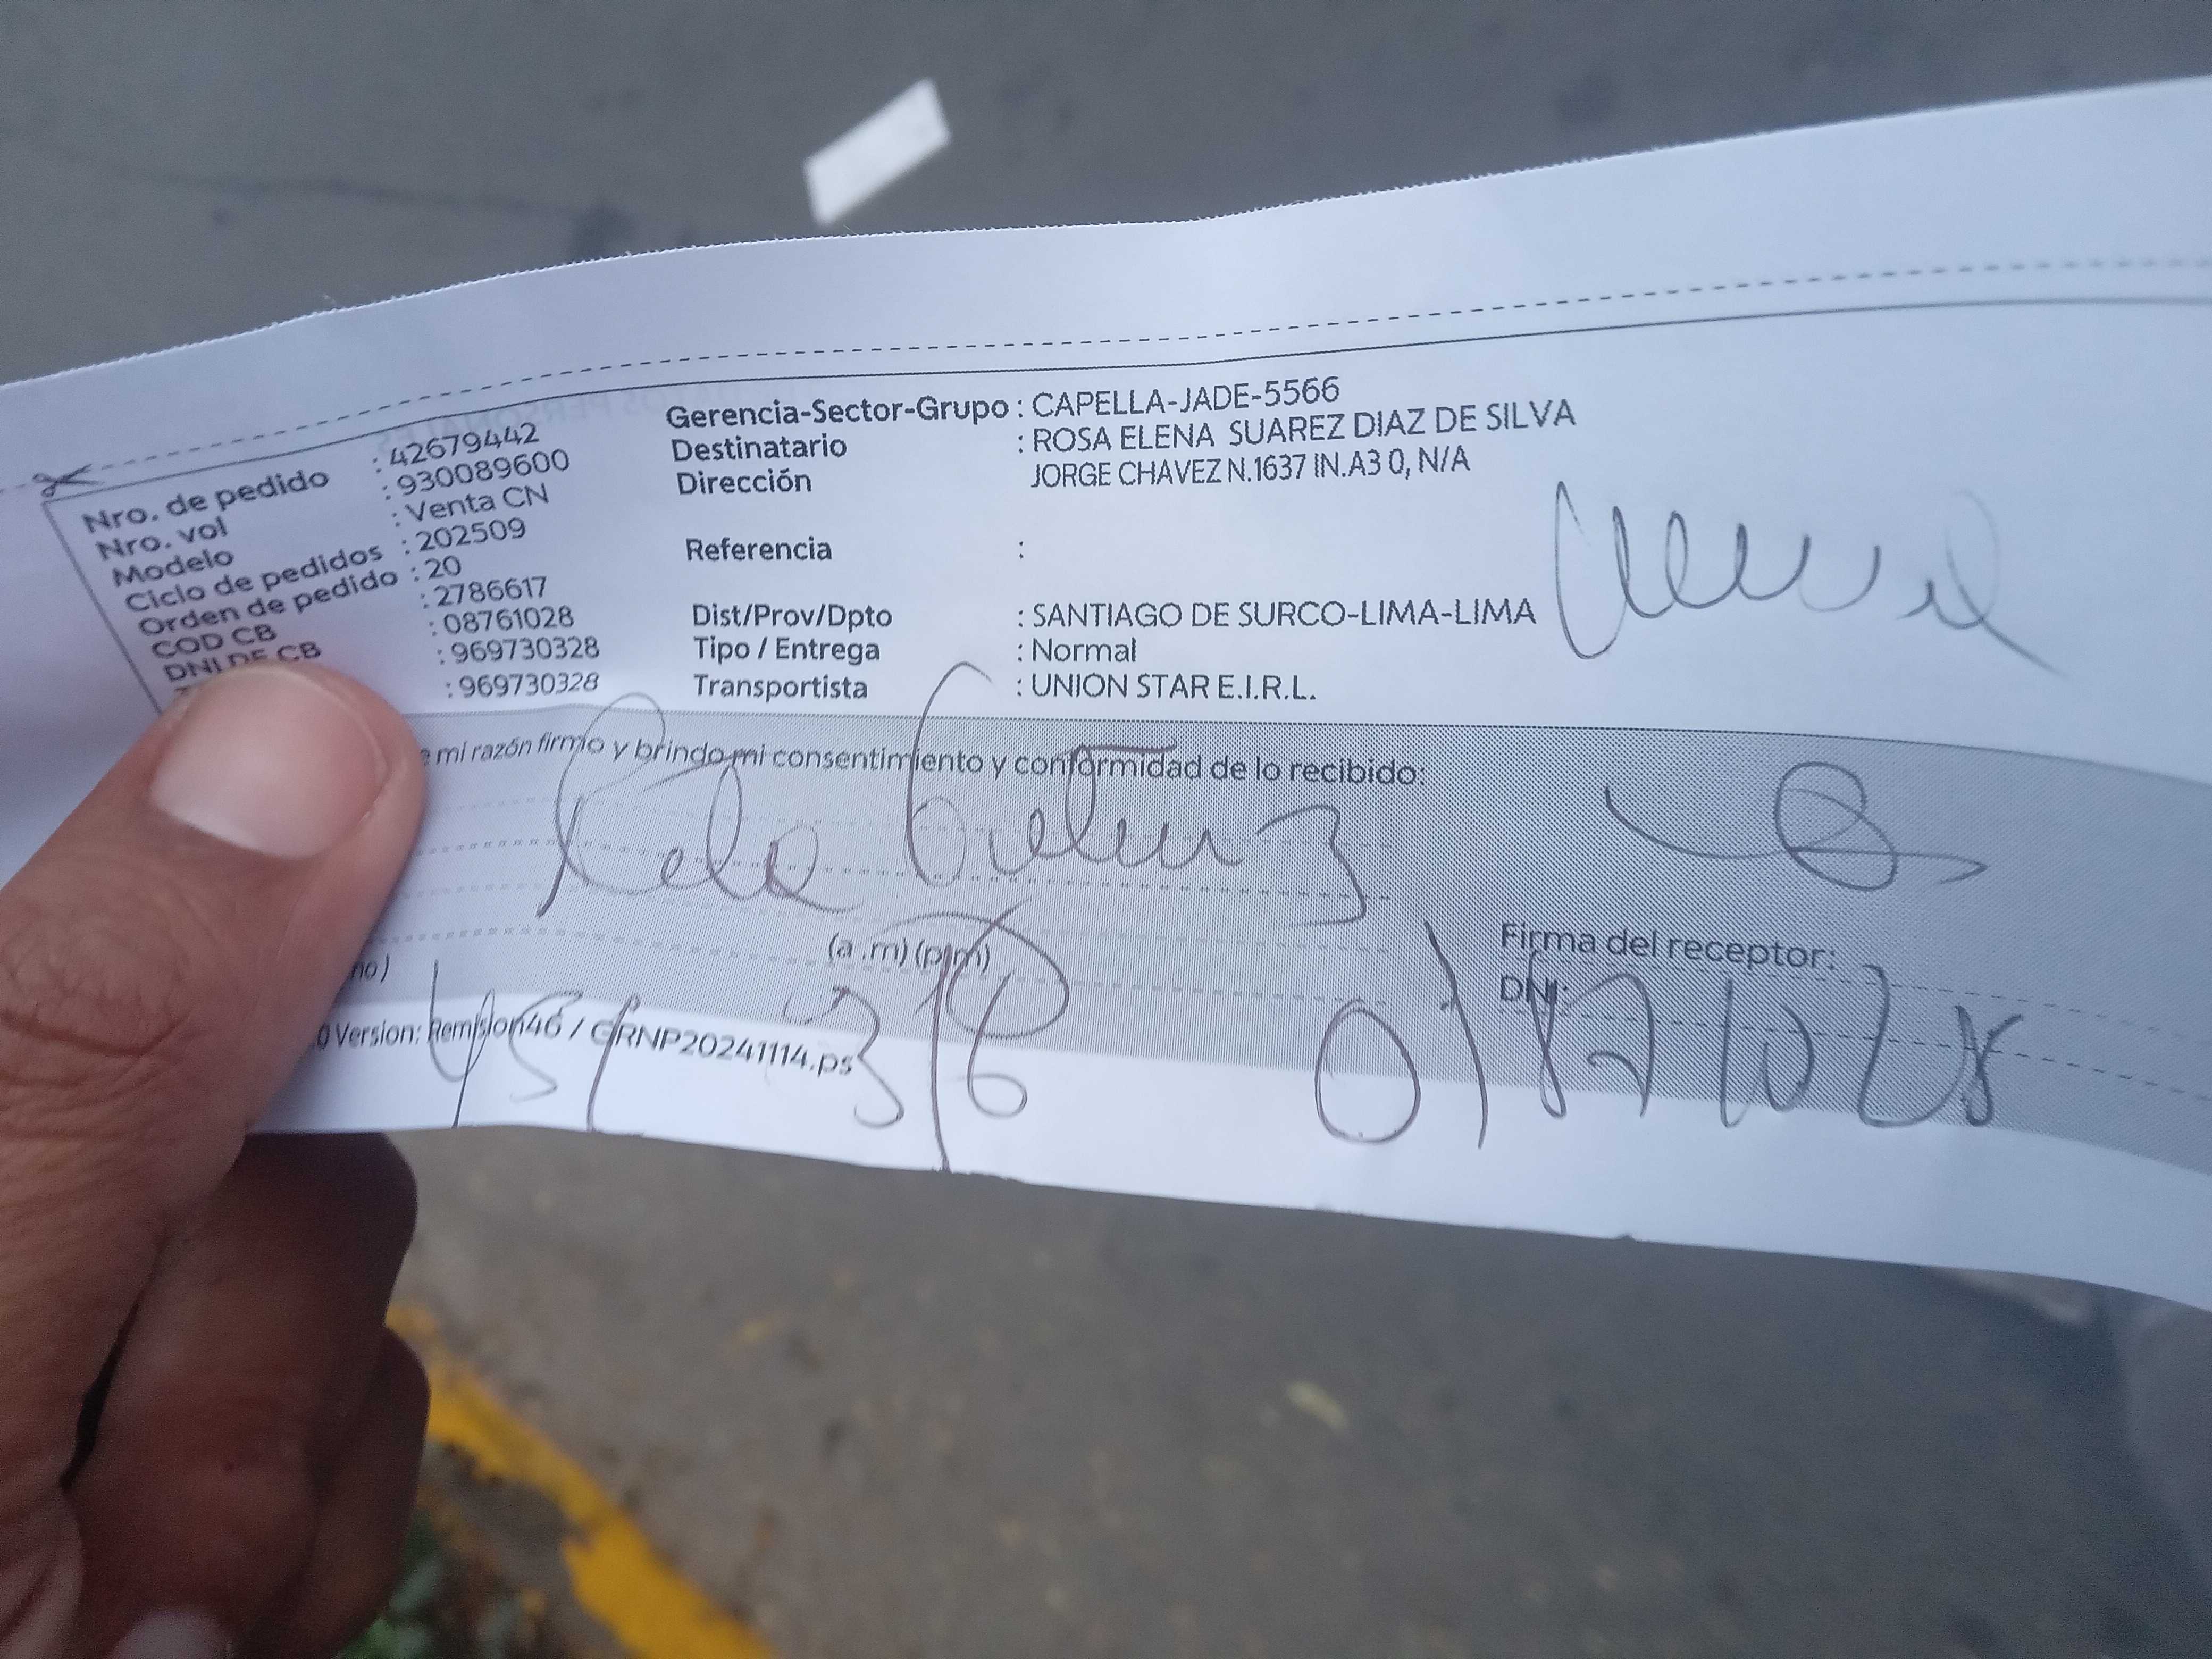 Nro. de pedido : 42679442
Nro. vol : 930089600
Modelo : Venta CN
Ciclo de pedidos : 202509
Orden de pedido : 20
COD CB : 2786617
DNI DE CB : 08761028
: 969730328
: 969730328
Gerencia-Sector-Grupo : CAPELLA-JADE-5566
Destinatario : ROSA ELENA SUAREZ DIAZ DE SILVA
Dirección JORGE CHAVEZ N.1637 IN.A3 0, N/A
Referencia :
Dist/Prov/Dpto : SANTIAGO DE SURCO-LIMA-LIMA
Tipo / Entrega : Normal
Transportista : UNION STAR E.I.R.L.
mi razón firmo y brindo mi consentimiento y conformidad de lo recibido:
(a.m) (p.m)
Firma del receptor:
DNI:
0 Version: Remision46 / GRNP20241114.ps